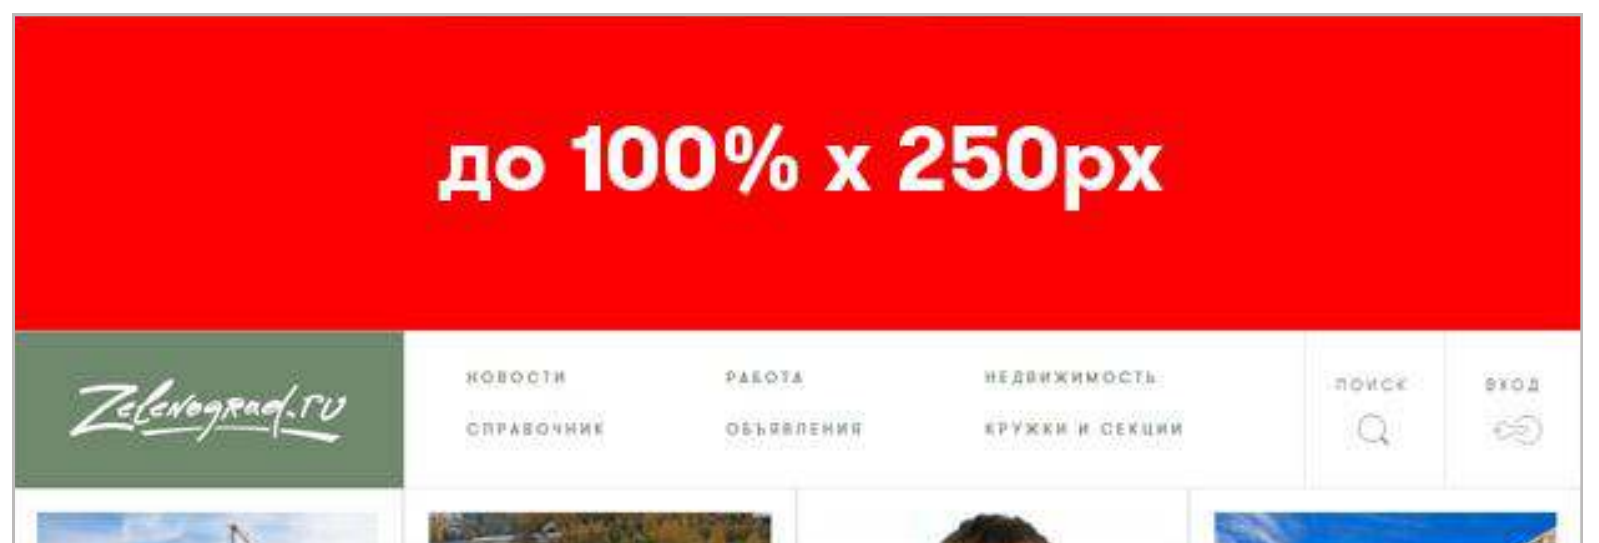 до 100% х 250px
Zelenograd.ru
НОВОСТИ РАБОТА НЕДВИЖИМОСТЬ ПОИСК ВХОД
СПРАВОЧНИК ОБЪЯВЛЕНИЯ КРУЖКИ И СЕКЦИИ